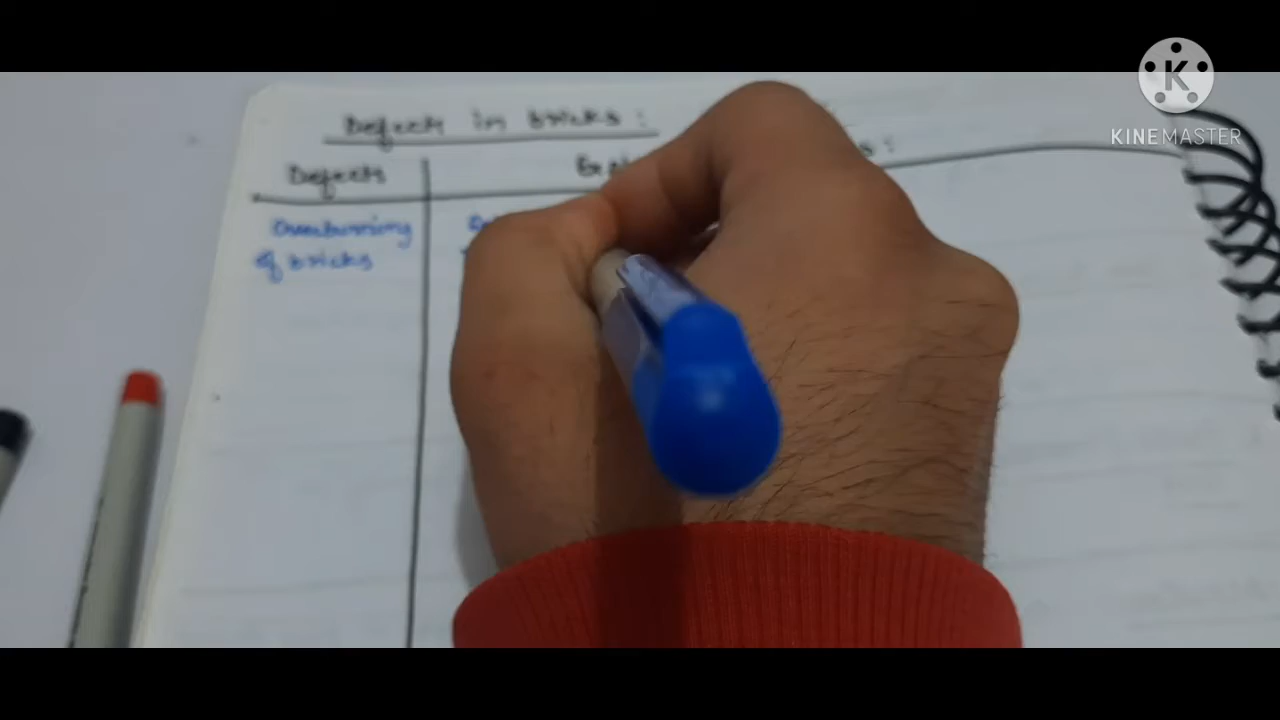 K
KINEMASTER
Defects in bricks :
Defects
Overburning
of bricks